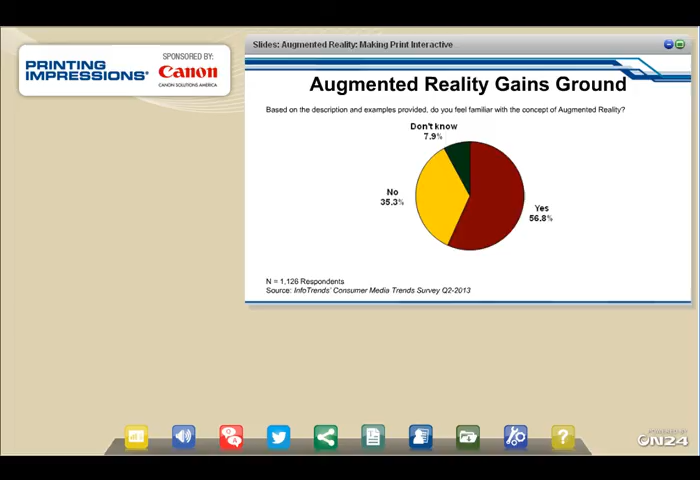 PRINTING
IMPRESSIONS®
SPONSORED BY:
Canon
CANON SOLUTIONS AMERICA
Slides: Augmented Reality: Making Print Interactive
Augmented Reality Gains Ground
Based on the description and examples provided, do you feel familiar with the concept of Augmented Reality?
Don't know
7.9%
No
35.3%
Yes
56.8%
N = 1,126 Respondents
Source: InfoTrends' Consumer Media Trends Survey Q2-2013
Q
A
?
POWERED BY
ON24